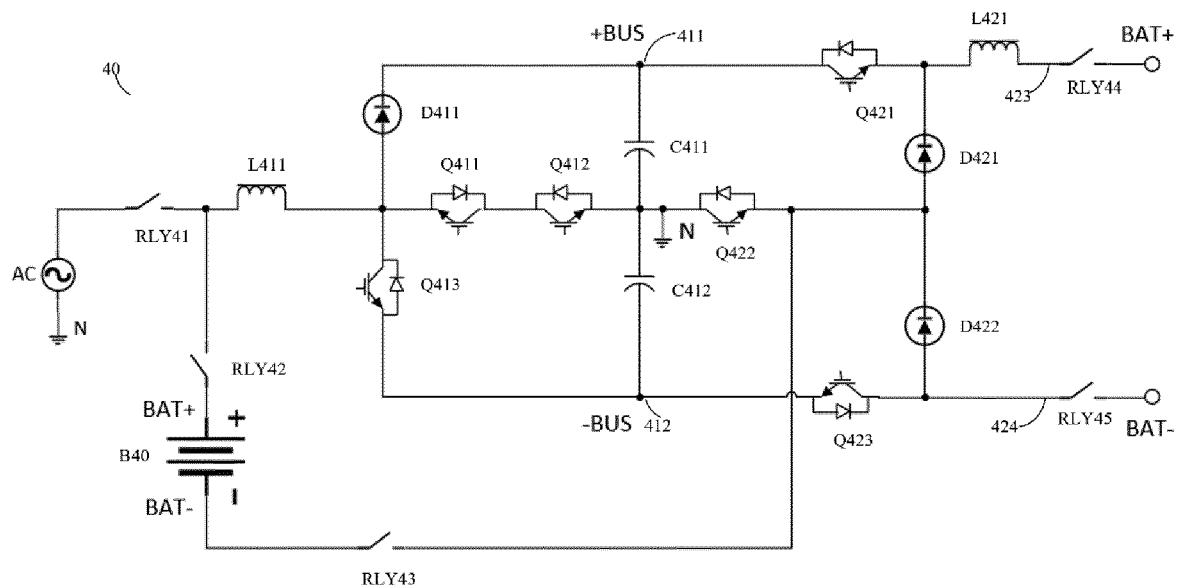 L421
+BUS
411
BAT+
40
423
RLY44
Q421
D411
L411
Q411
Q412
C411
D421
RLY41
N
Q422
AC
Q413
C412
N
D422
RLY42
BAT+
+
-BUS
412
Q423
424
RLY45
BAT-
B40
BAT-
RLY43